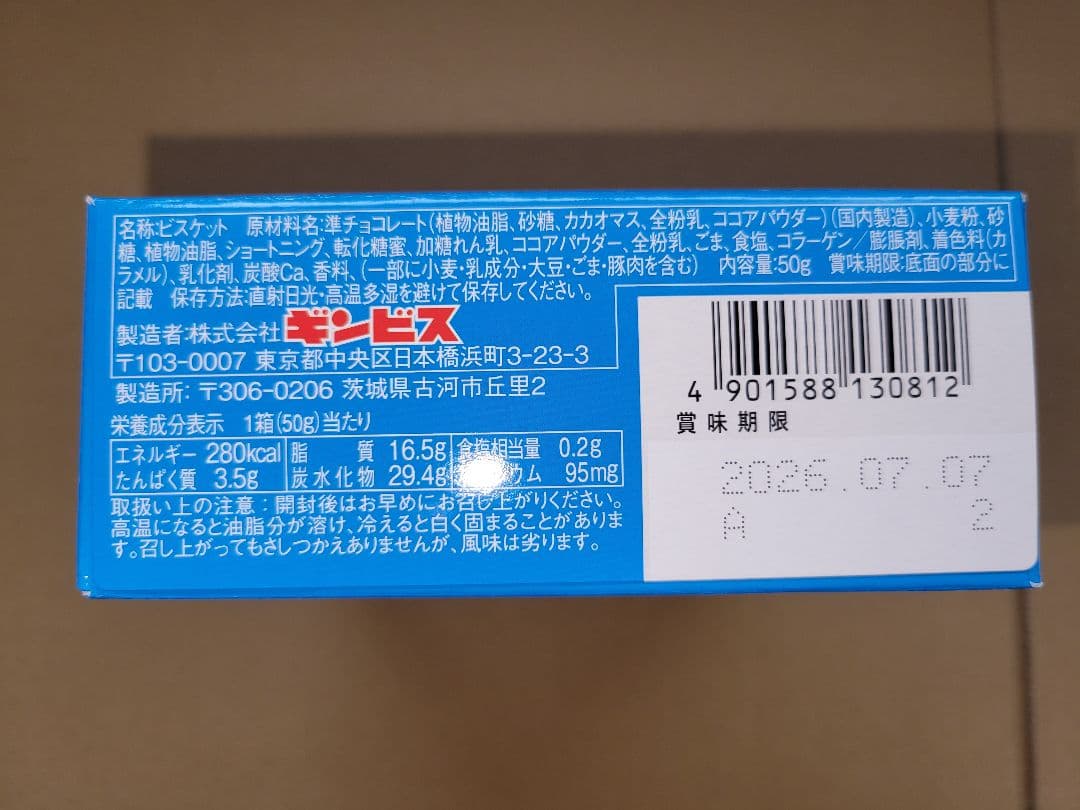 名称:ビスケット　原材料名:準チョコレート(植物油脂、砂糖、カカオマス、全粉乳、ココアパウダー)(国内製造)、小麦粉、砂
糖、植物油脂、ショートニング、転化糖蜜、加糖れん乳、ココアパウダー、全粉乳、ごま、食塩、コラーゲン／膨脹剤、着色料(カ
ラメル)、乳化剤、炭酸Ca、香料、(一部に小麦・乳成分・大豆・ごま・豚肉を含む)　内容量:50g　賞味期限:底面の部分に
記載　保存方法:直射日光・高温多湿を避けて保存してください。
製造者:株式会社ギンビス
〒103-0007 東京都中央区日本橋浜町3-23-3
製造所: 〒306-0206 茨城県古河市丘里2
栄養成分表示　1箱(50g)当たり
エネルギー 280kcal 脂質 16.5g 食塩相当量 0.2g
たんぱく質 3.5g 炭水化物 29.4g ウム 95mg
取扱い上の注意：開封後はお早めにお召し上がりください。
高温になると油脂分が溶け、冷えると白く固まることがありま
す。召し上がってもさしつかえありませんが、風味は劣ります。
4 901588 130812
賞味期限
2026.07.07
A 2